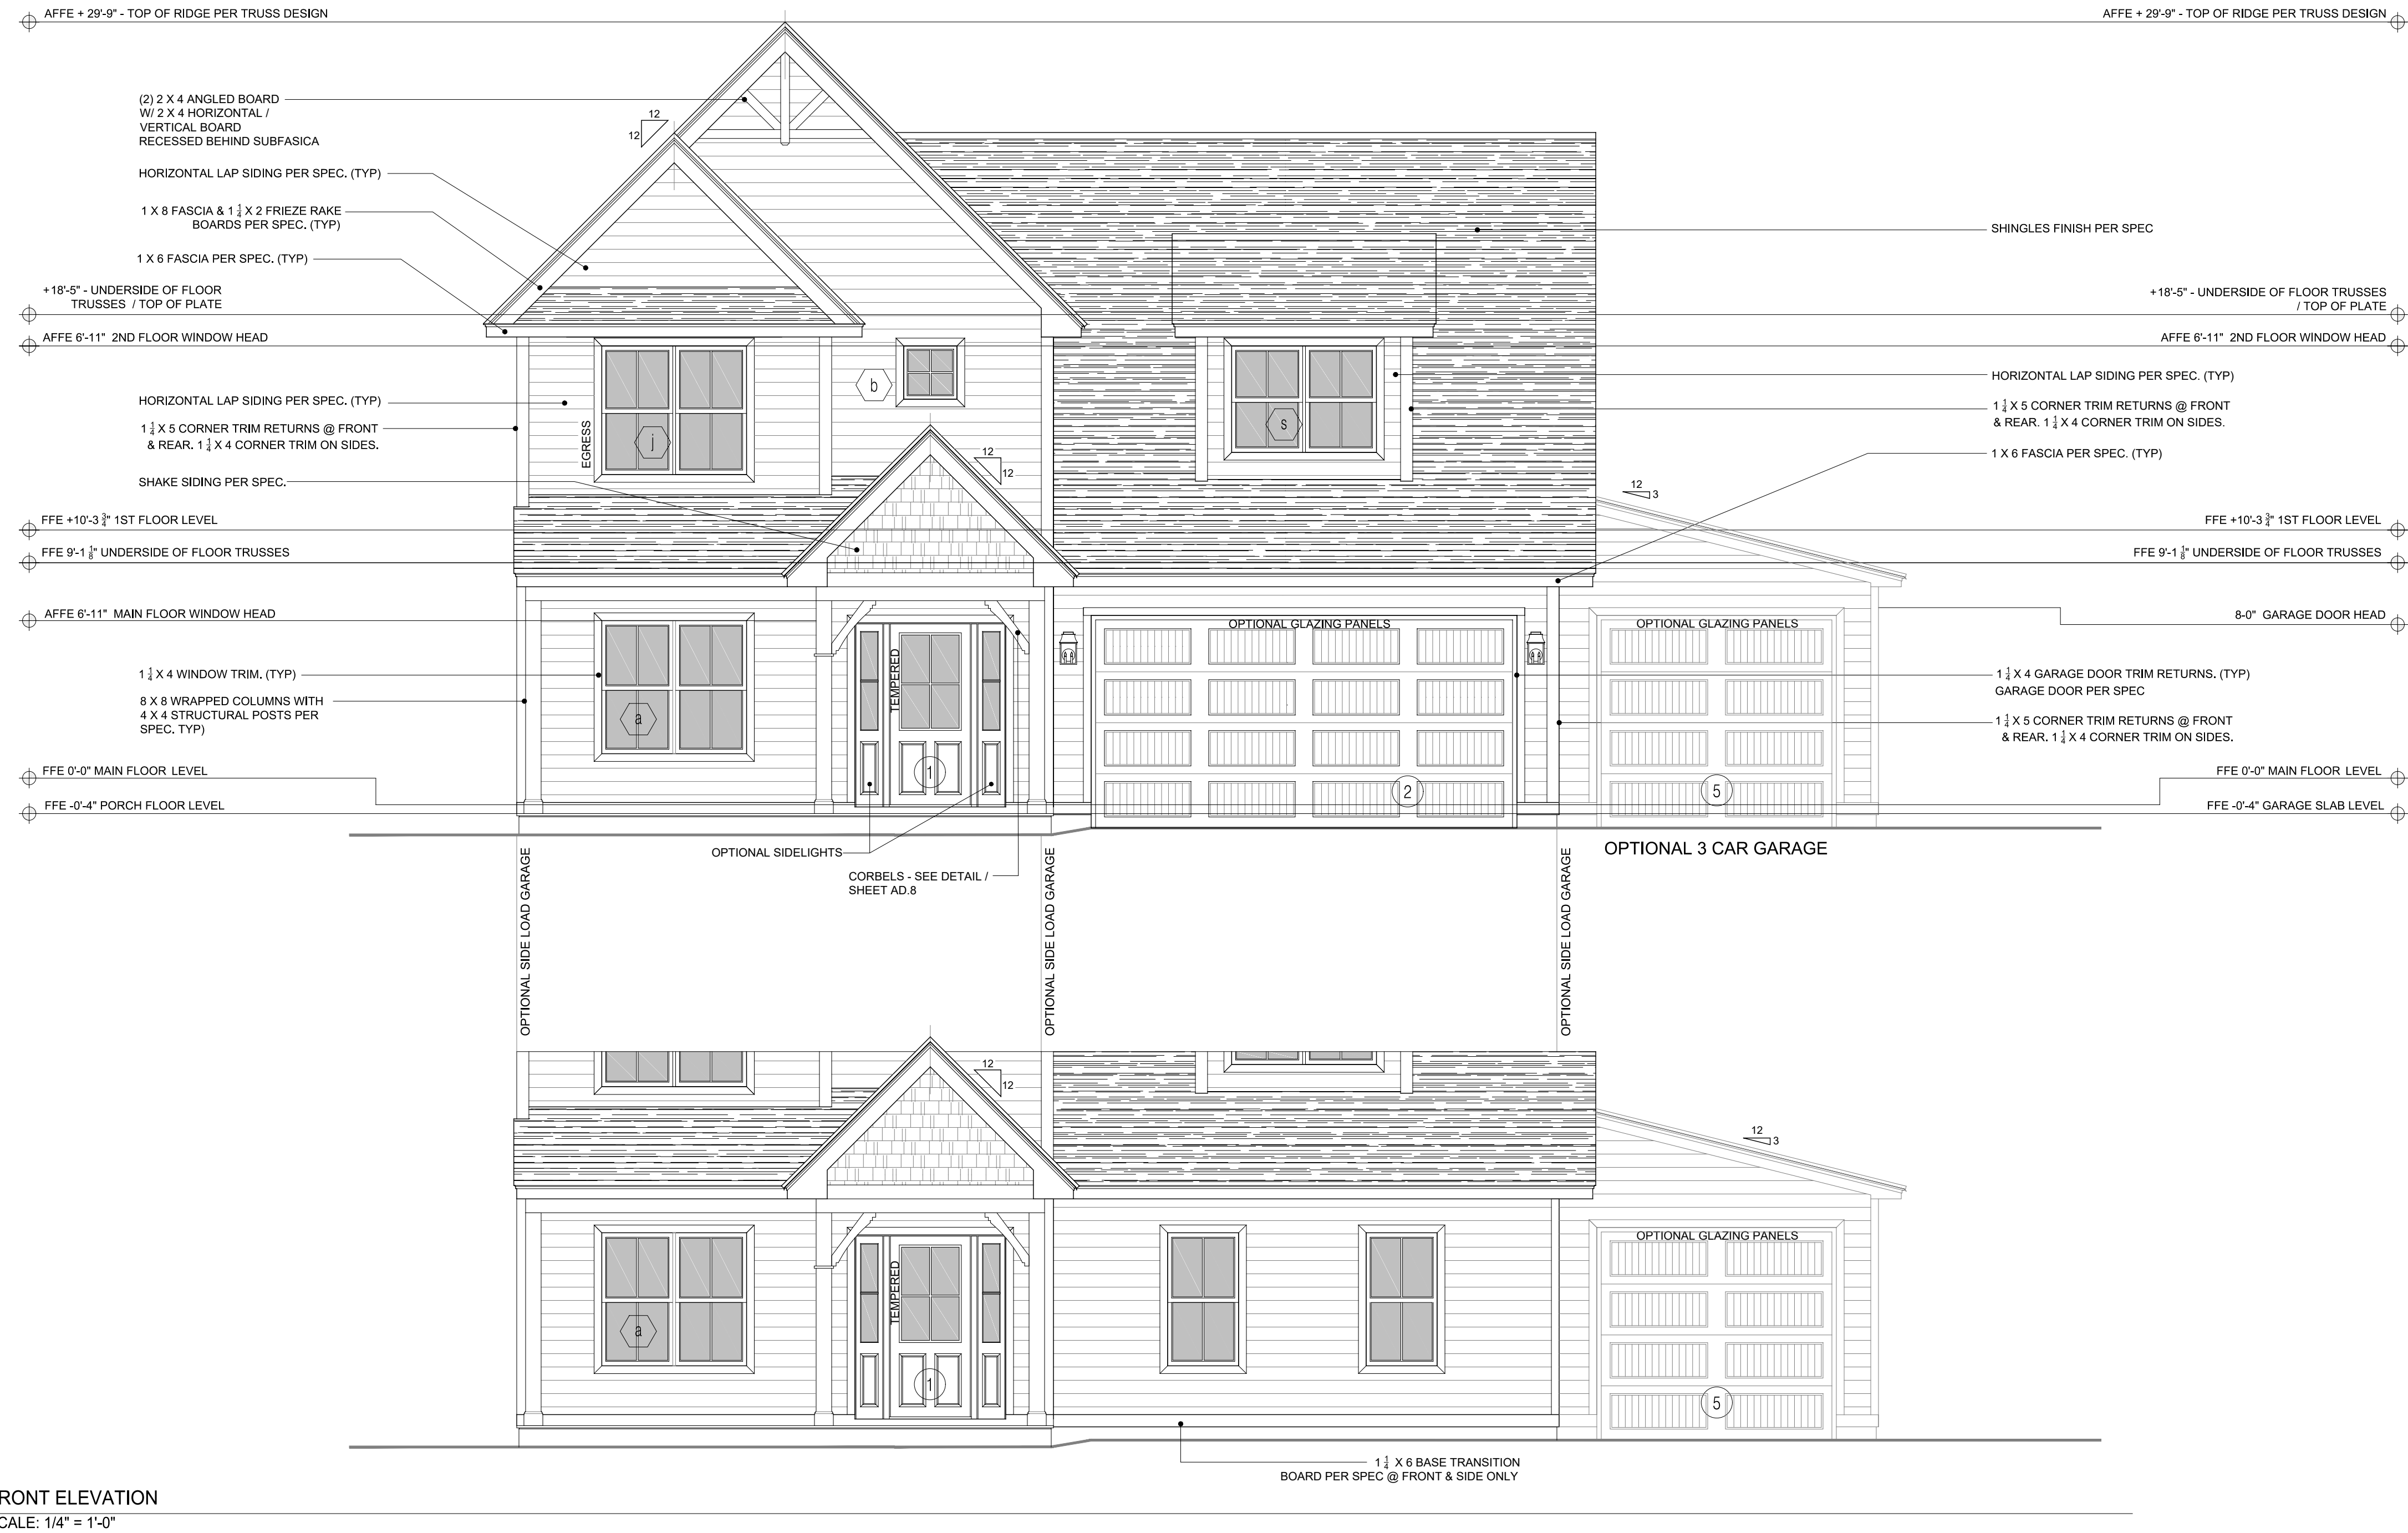 AFFE + 29'-9" - TOP OF RIDGE PER TRUSS DESIGN
AFFE + 29'-9" - TOP OF RIDGE PER TRUSS DESIGN
(2) 2 X 4 ANGLED BOARD
W/ 2 X 4 HORIZONTAL /
VERTICAL BOARD
RECESSED BEHIND SUBFASICA
12
12
HORIZONTAL LAP SIDING PER SPEC. (TYP)
1 X 8 FASCIA & 1 1/4 X 2 FRIEZE RAKE
BOARDS PER SPEC. (TYP)
SHINGLES FINISH PER SPEC
1 X 6 FASCIA PER SPEC. (TYP)
+18'-5" - UNDERSIDE OF FLOOR
TRUSSES / TOP OF PLATE
+18'-5" - UNDERSIDE OF FLOOR TRUSSES
/ TOP OF PLATE
AFFE 6'-11" 2ND FLOOR WINDOW HEAD
AFFE 6'-11" 2ND FLOOR WINDOW HEAD
b
HORIZONTAL LAP SIDING PER SPEC. (TYP)
HORIZONTAL LAP SIDING PER SPEC. (TYP)
1 1/4 X 5 CORNER TRIM RETURNS @ FRONT
& REAR. 1 1/4 X 4 CORNER TRIM ON SIDES.
1 1/4 X 5 CORNER TRIM RETURNS @ FRONT
& REAR. 1 1/4 X 4 CORNER TRIM ON SIDES.
EGRESS
j
s
12
12
1 X 6 FASCIA PER SPEC. (TYP)
SHAKE SIDING PER SPEC.
12
3
FFE +10'-3 3/4" 1ST FLOOR LEVEL
FFE +10'-3 3/4" 1ST FLOOR LEVEL
FFE 9'-1 1/8" UNDERSIDE OF FLOOR TRUSSES
FFE 9'-1 1/8" UNDERSIDE OF FLOOR TRUSSES
AFFE 6'-11" MAIN FLOOR WINDOW HEAD
8-0" GARAGE DOOR HEAD
OPTIONAL GLAZING PANELS
OPTIONAL GLAZING PANELS
TEMPERED
1 1/4 X 4 WINDOW TRIM. (TYP)
1 1/4 X 4 GARAGE DOOR TRIM RETURNS. (TYP)
GARAGE DOOR PER SPEC
8 X 8 WRAPPED COLUMNS WITH
4 X 4 STRUCTURAL POSTS PER
SPEC. TYP)
a
1 1/4 X 5 CORNER TRIM RETURNS @ FRONT
& REAR. 1 1/4 X 4 CORNER TRIM ON SIDES.
FFE 0'-0" MAIN FLOOR LEVEL
1
2
5
FFE 0'-0" MAIN FLOOR LEVEL
FFE -0'-4" PORCH FLOOR LEVEL
FFE -0'-4" GARAGE SLAB LEVEL
OPTIONAL SIDELIGHTS
OPTIONAL 3 CAR GARAGE
CORBELS - SEE DETAIL /
SHEET AD.8
OPTIONAL SIDE LOAD GARAGE
OPTIONAL SIDE LOAD GARAGE
OPTIONAL SIDE LOAD GARAGE
12
12
12
3
OPTIONAL GLAZING PANELS
TEMPERED
a
1
5
1 1/4 X 6 BASE TRANSITION
BOARD PER SPEC @ FRONT & SIDE ONLY
RONT ELEVATION
CALE: 1/4" = 1'-0"